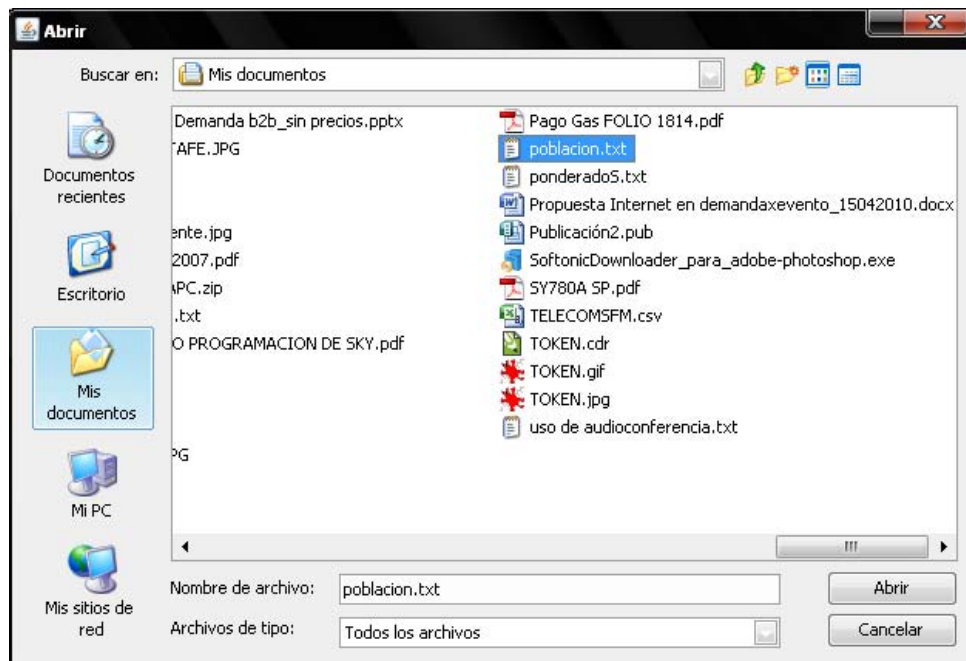 Abrir
Buscar en:
Mis documentos
Documentos
recientes
Escritorio
Mis
documentos
Mi PC
Mis sitios de
red
Demanda b2b_sin precios.pptx
TAFE.JPG
ente.jpg
2007.pdf
APC.zip
.txt
O PROGRAMACION DE SKY.pdf
PG
Pago Gas FOLIO 1814.pdf
poblacion.txt
ponderadoS.txt
Propuesta Internet en demandaxevento_15042010.docx
Publicación2.pub
SoftonicDownloader_para_adobe-photoshop.exe
SY780A SP.pdf
TELECOMSFM.csv
TOKEN.cdr
TOKEN.gif
TOKEN.jpg
uso de audioconferencia.txt
Nombre de archivo:
poblacion.txt
Abrir
Archivos de tipo:
Todos los archivos
Cancelar